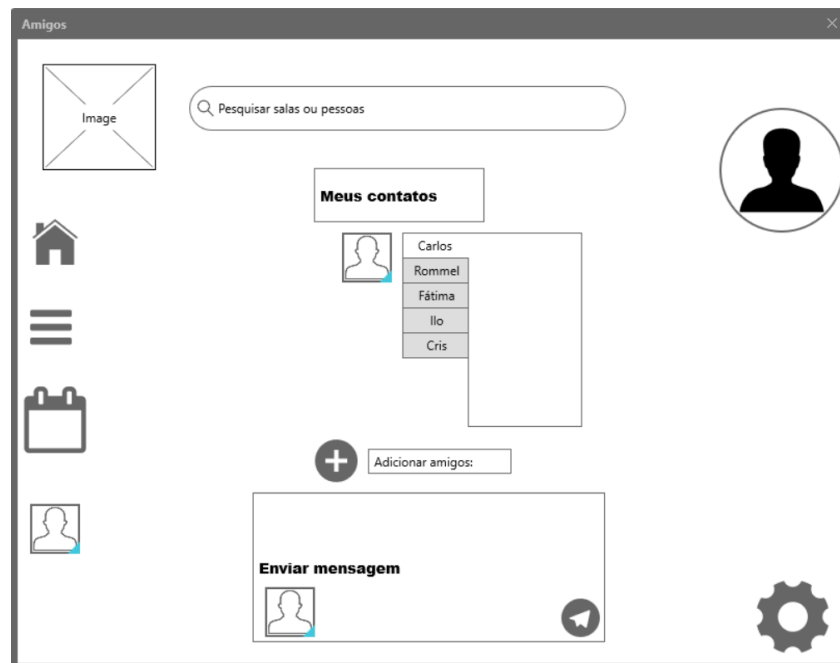 Amigos
Image
Pesquisar salas ou pessoas
Meus contatos
Carlos
Rommel
Fátima
Ilo
Cris
Adicionar amigos:
Enviar mensagem